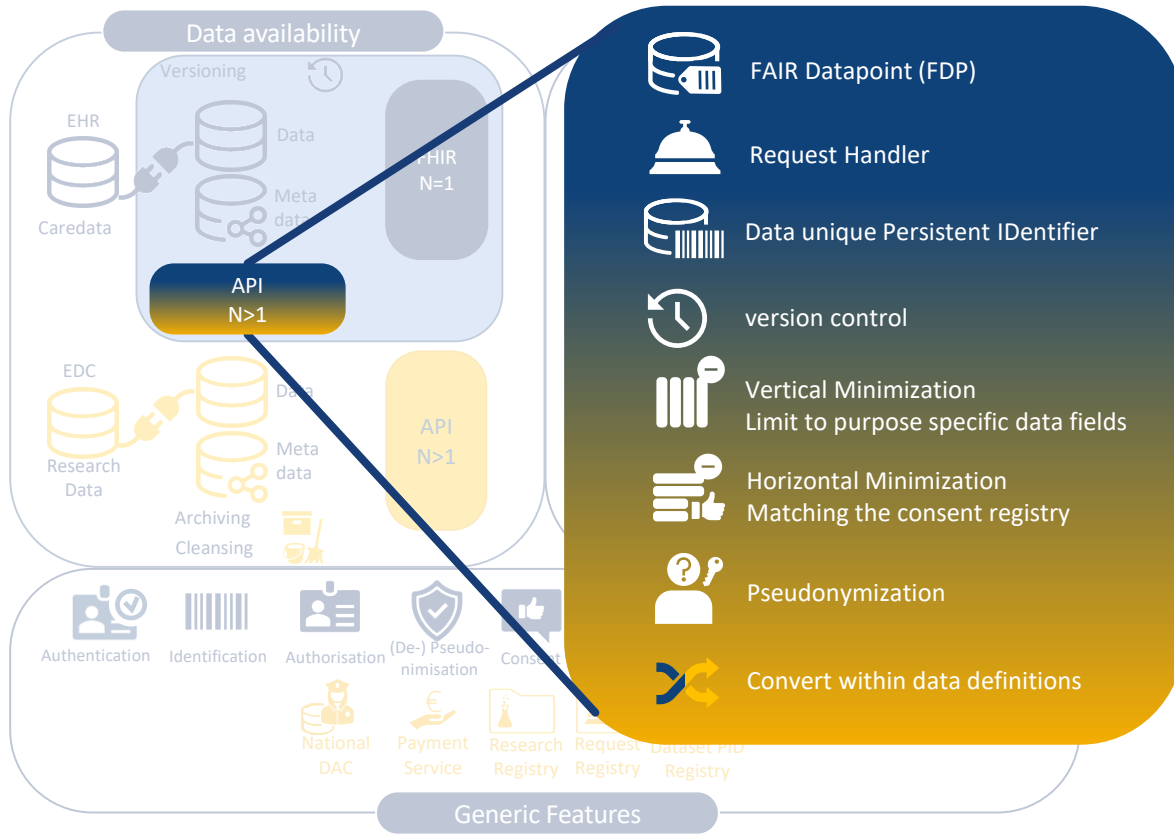 Data availability
Versioning
EHR
Data
Meta
data
Caredata
FHIR
N=1
API
N>1
EDC
Data
Meta
data
Research
Data
API
N>1
Archiving
Cleansing
Authentication
Identification
Authorisation
(De-) Pseudo-
nimisation
Consent
National
DAC
Payment
Service
Research
Registry
Request
Registry
Dataset PID
Registry
Generic Features
FAIR Datapoint (FDP)
Request Handler
Data unique Persistent IDentifier
version control
Vertical Minimization
Limit to purpose specific data fields
Horizontal Minimization
Matching the consent registry
Pseudonymization
Convert within data definitions